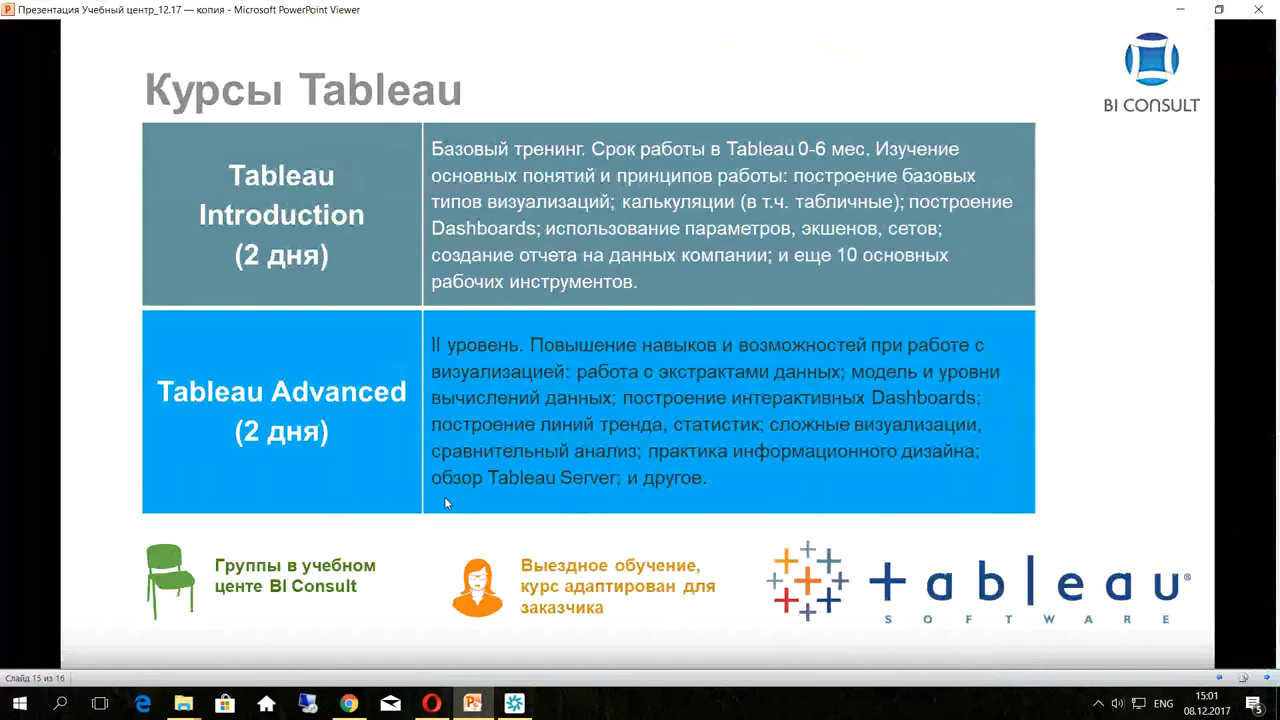 Презентация Учебный центр_12.17 — копия - Microsoft PowerPoint Viewer
Курсы Tableau
BI CONSULT
Tableau
Introduction
(2 дня)
Базовый тренинг. Срок работы в Tableau 0-6 мес. Изучение
основных понятий и принципов работы: построение базовых
типов визуализаций; калькуляции (в т.ч. табличные); построение
Dashboards; использование параметров, экшенов, сетов;
создание отчета на данных компании; и еще 10 основных
рабочих инструментов.
Tableau Advanced
(2 дня)
II уровень. Повышение навыков и возможностей при работе с
визуализацией: работа с экстрактами данных; модель и уровни
вычислений данных; построение интерактивных Dashboards;
построение линий тренда, статистик; сложные визуализации,
сравнительный анализ; практика информационного дизайна;
обзор Tableau Server; и другое.
Группы в учебном
центе BI Consult
Выездное обучение,
курс адаптирован для
заказчика
+ableau®
SOFTWARE
Слайд 15 из 16
ENG
15:01
08.12.2017
5